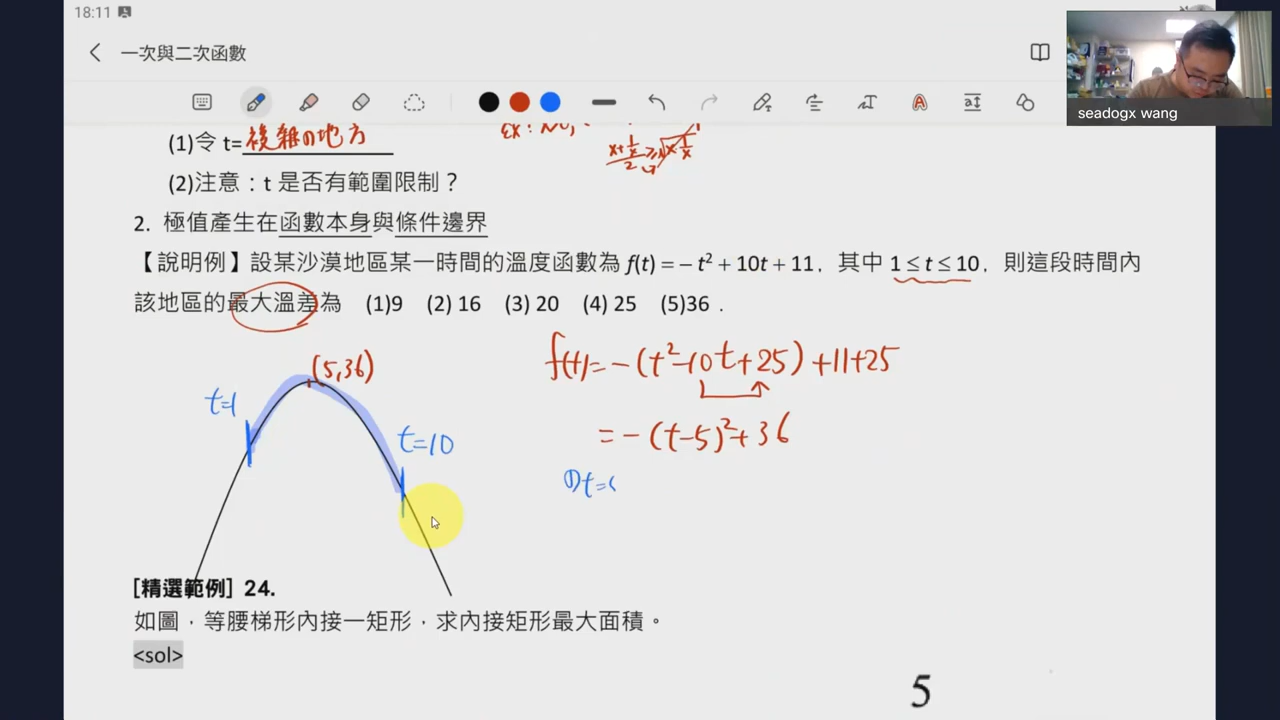 18:11
一次與二次函數
seadogx wang
(1)令 t=複雜の地方
x+1/x / 2 ≥ √x·1/x
(2)注意：t 是否有範圍限制？
2. 極值產生在函數本身與條件邊界
【說明例】設某沙漠地區某一時間的溫度函數為 f(t) = – t² + 10t + 11，其中 1 ≤ t ≤ 10，則這段時間內
該地區的最大溫差為 (1)9 (2) 16 (3) 20 (4) 25 (5)36．
(5,36)
t=1
t=10
f(t)=-(t²-10t+25)+11+25
=-(t-5)²+36
①t=
[精選範例] 24.
如圖，等腰梯形內接一矩形，求內接矩形最大面積。
<sol>
5